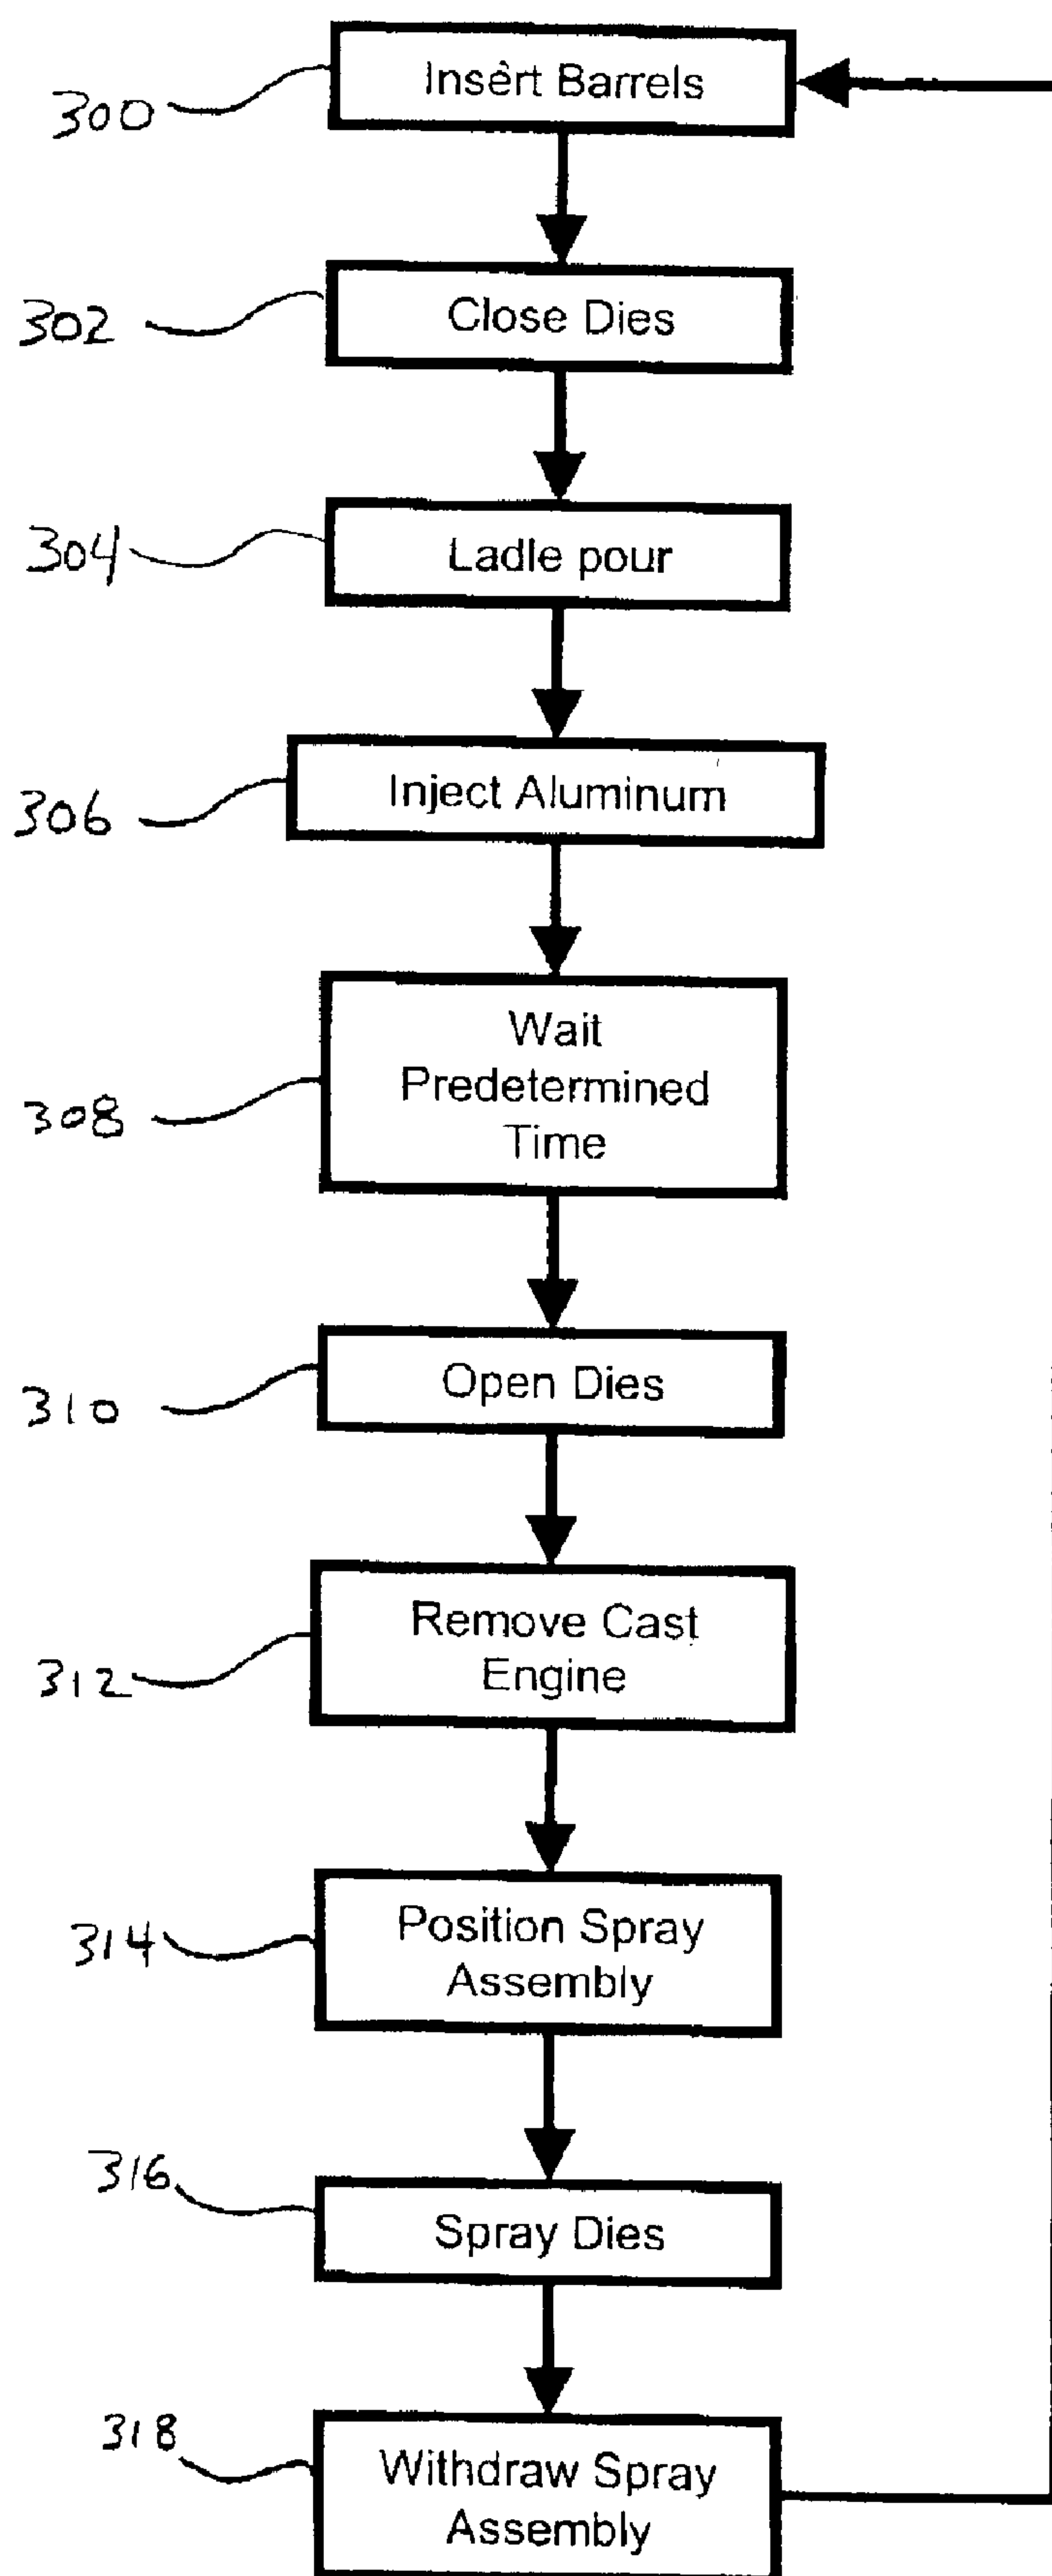 Insert Barrels
300
Close Dies
302
Ladle pour
304
Inject Aluminum
306
Wait
Predetermined
Time
308
Open Dies
310
Remove Cast
Engine
312
Position Spray
Assembly
314
316
Spray Dies
318
Withdraw Spray
Assembly